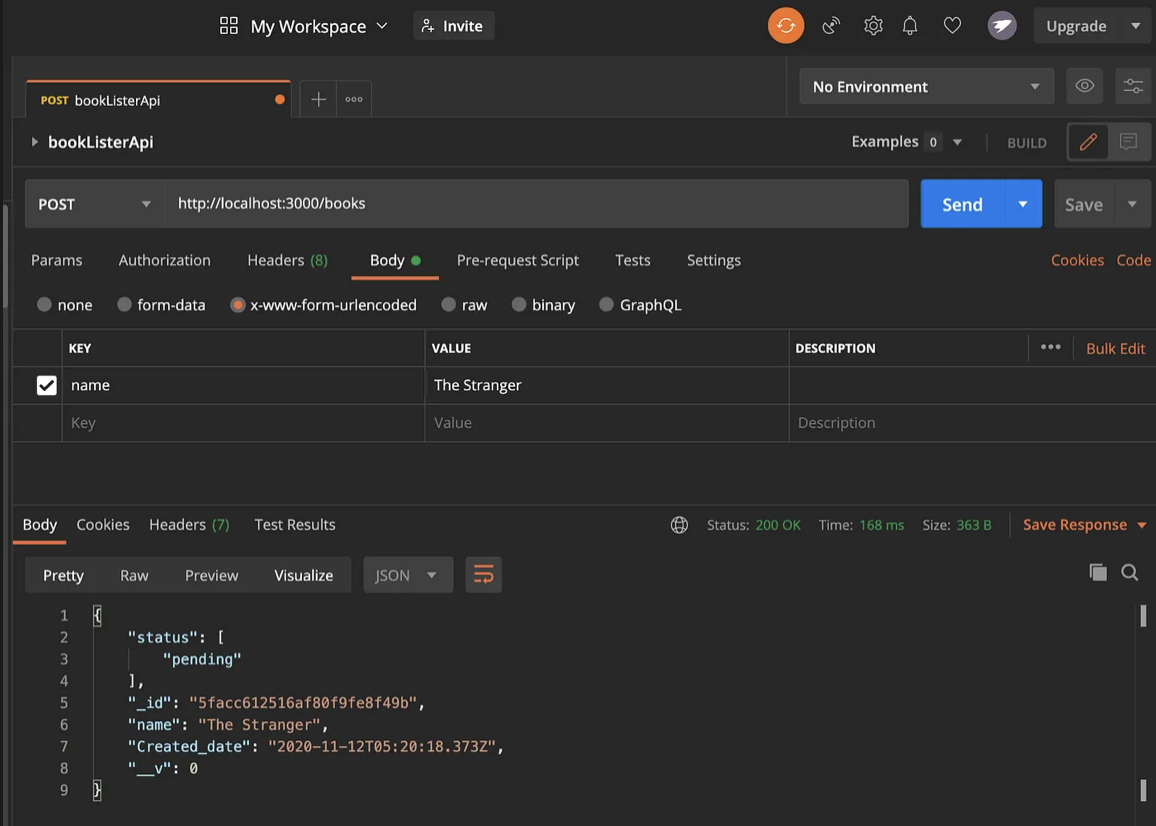 My Workspace Invite Upgrade
POST bookListerApi No Environment
bookListerApi Examples 0 BUILD
POST http://localhost:3000/books Send Save
Params Authorization Headers (8) Body Pre-request Script Tests Settings Cookies Code
none form-data x-www-form-urlencoded raw binary GraphQL
KEY VALUE DESCRIPTION Bulk Edit
name The Stranger
Key Value Description
Body Cookies Headers (7) Test Results Status: 200 OK Time: 168 ms Size: 363 B Save Response
Pretty Raw Preview Visualize JSON
1 {
2 "status": [
3 "pending"
4 ],
5 "_id": "5facc612516af80f9fe8f49b",
6 "name": "The Stranger",
7 "Created_date": "2020-11-12T05:20:18.373Z",
8 "__v": 0
9 }